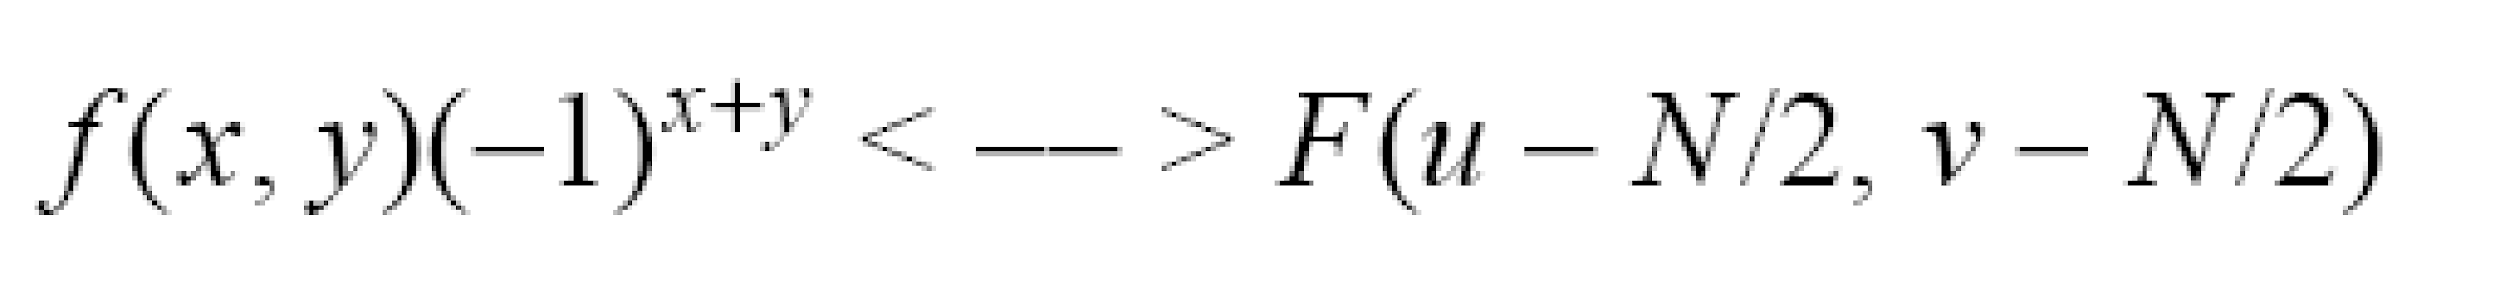 f(x, y)(−1)^{x+y} <−−> F(u − N/2, v − N/2)